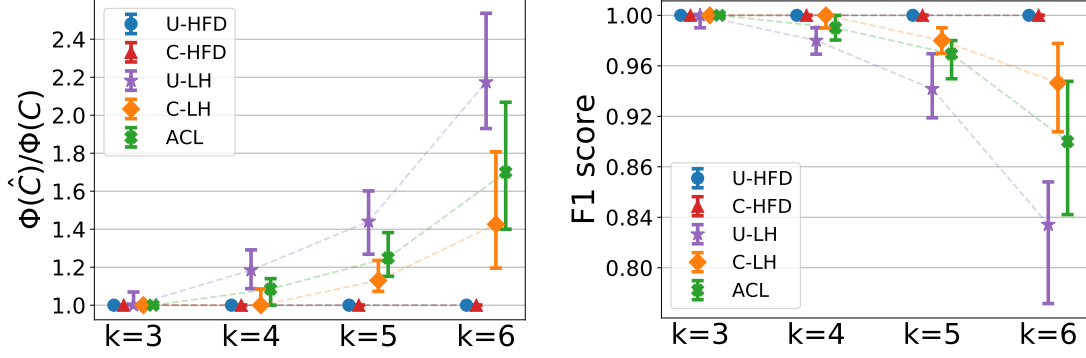 Φ(Ĉ)/Φ(C)
2.4
2.2
2.0
1.8
1.6
1.4
1.2
1.0
U-HFD
C-HFD
U-LH
C-LH
ACL
k=3 k=4 k=5 k=6
F1 score
1.00
0.96
0.92
0.86
0.84
0.80
U-HFD
C-HFD
U-LH
C-LH
ACL
k=3 k=4 k=5 k=6